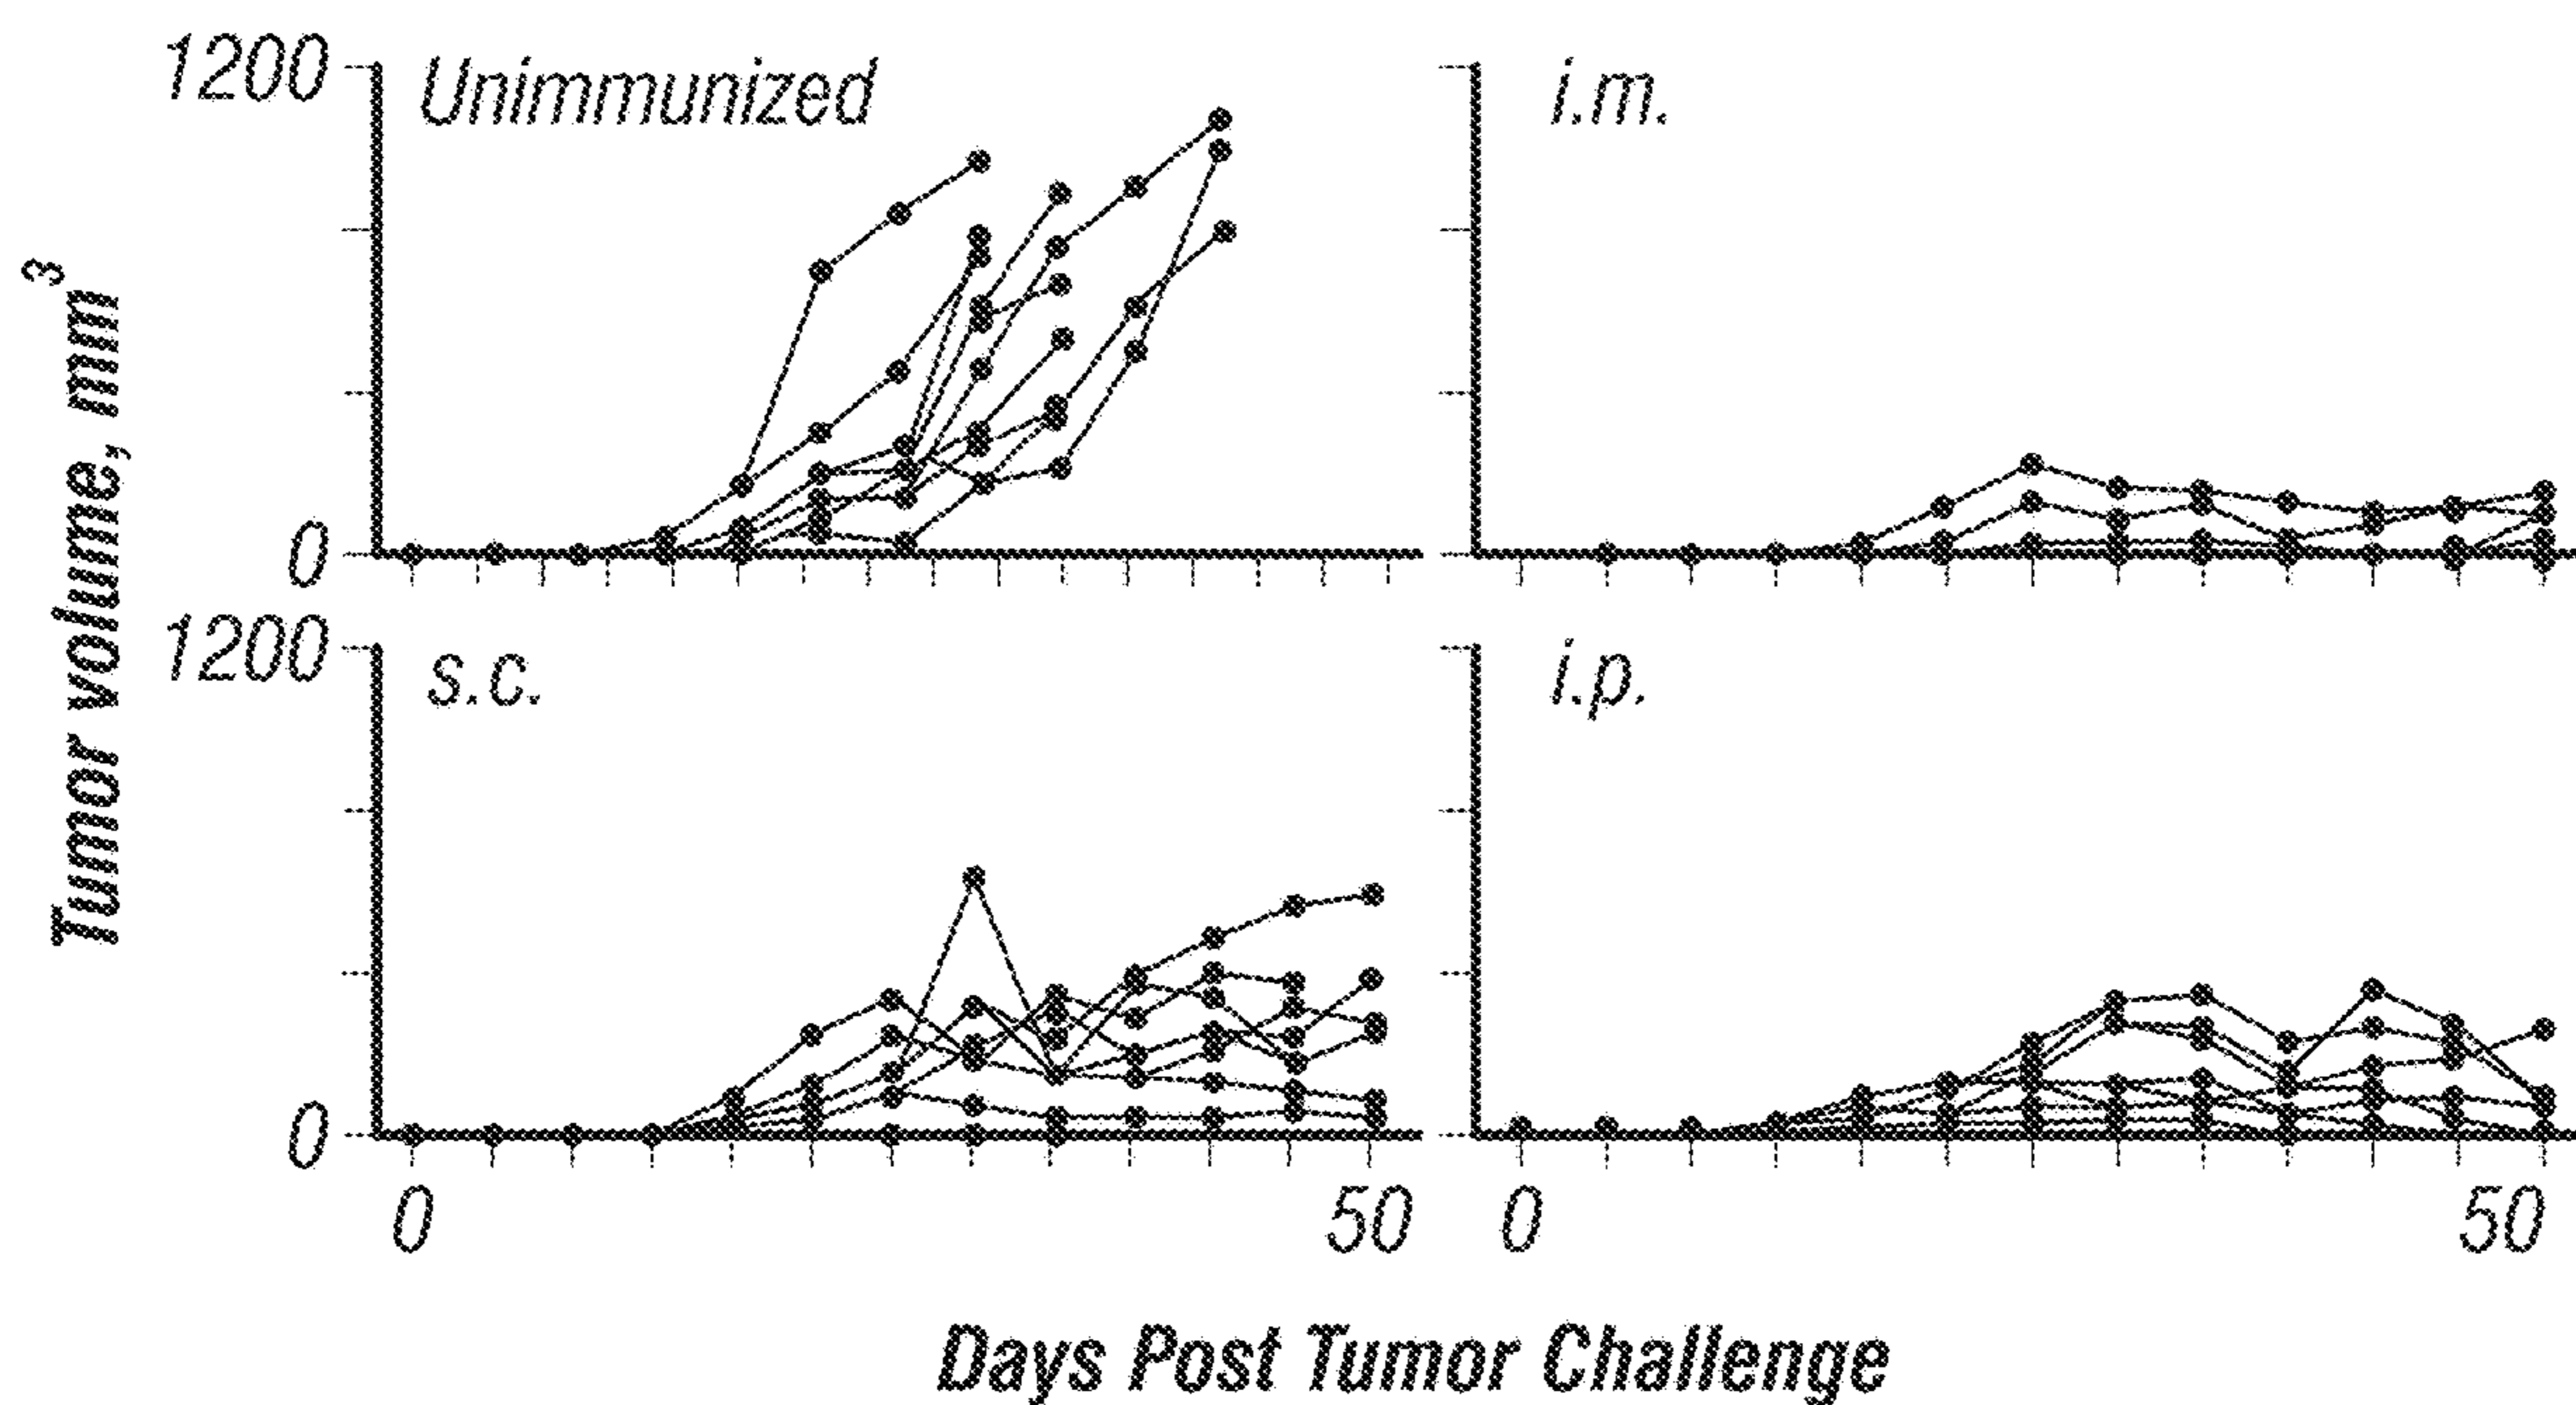 1200
Unimmunized
i.m.
0
Tumor volume, mm³
1200
s.c.
i.p.
0
0
50
0
50
Days Post Tumor Challenge